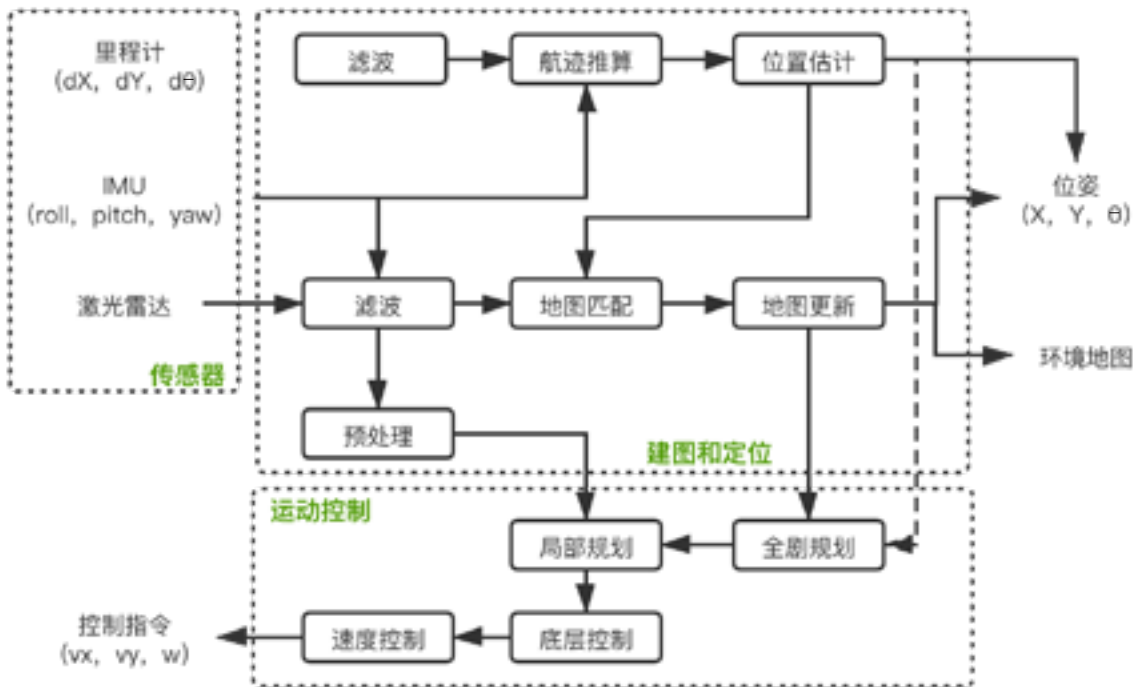 里程计
(dX, dY, dθ)
滤波
航迹推算
位置估计
IMU
(roll, pitch, yaw)
位姿
(X, Y, θ)
激光雷达
滤波
地图匹配
地图更新
环境地图
传感器
预处理
建图和定位
运动控制
局部规划
全剧规划
控制指令
(vx, vy, w)
速度控制
底层控制